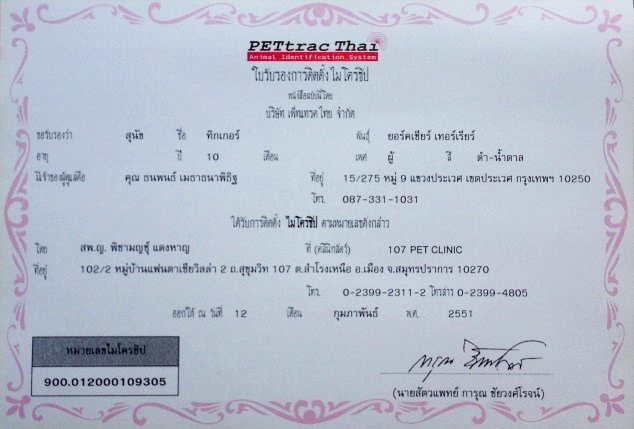 PETtrac Thai
Animal Identification System
ใบรับรองการติดตั้งไมโครชิป
หนังสือฉบับนี้โดย
บริษัท เพ็ทแทรค ไทย จำกัด
ขอรับรองว่า สุนัข ชื่อ ทิกเกอร์ พันธุ์ ยอร์คเชียร์ เทอร์เรียร์
อายุ ปี 10 เดือน เพศ ผู้ สี ดำ-น้ำตาล
มีเจ้าของผู้ดูแลคือ คุณ ธนพนธ์ เมธาธนาพิธิฐ ที่อยู่ 15/275 หมู่ 9 แขวงประเวศ เขตประเวศ กรุงเทพฯ 10250
โทร. 087-331-1031
ได้รับการติดตั้ง ไมโครชิป ตามหมายเลขดังกล่าว
โดย สพ.ญ. พิชามญชุ์ แดงหาญ ที่ (คลินิกสัตว์) 107 PET CLINIC
ที่อยู่ 102/2 หมู่บ้านแฟนตาเซียวิลล่า 2 ถ.สุขุมวิท 107 ต.สำโรงเหนือ อ.เมือง จ.สมุทรปราการ 10270
โทร. 0-2399-2311-2 โทรสาร 0-2399-4805
ออกให้ ณ วันที่ 12 เดือน กุมภาพันธ์ พ.ศ. 2551
หมายเลขไมโครชิป
900.012000109305
(นายสัตวแพทย์ การุณ ชัยวงศ์โรจน์)